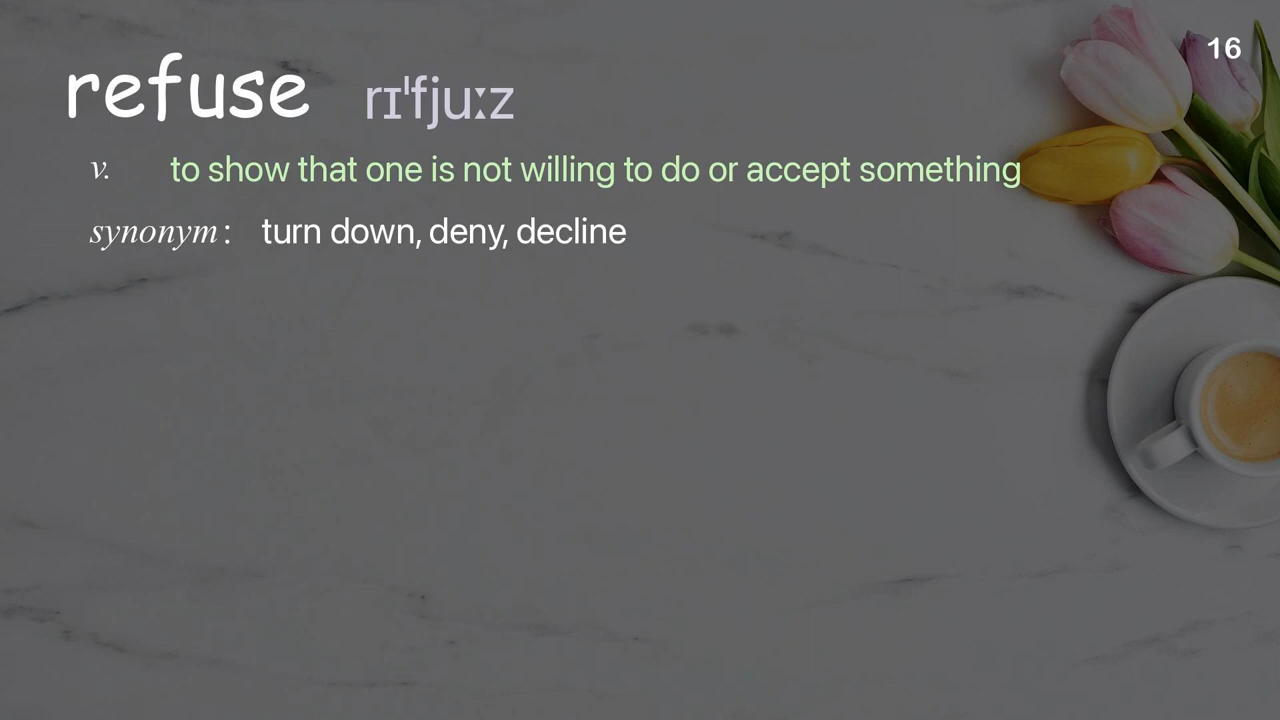 16
refuse rɪˈfjuːz
v. to show that one is not willing to do or accept something
synonym: turn down, deny, decline